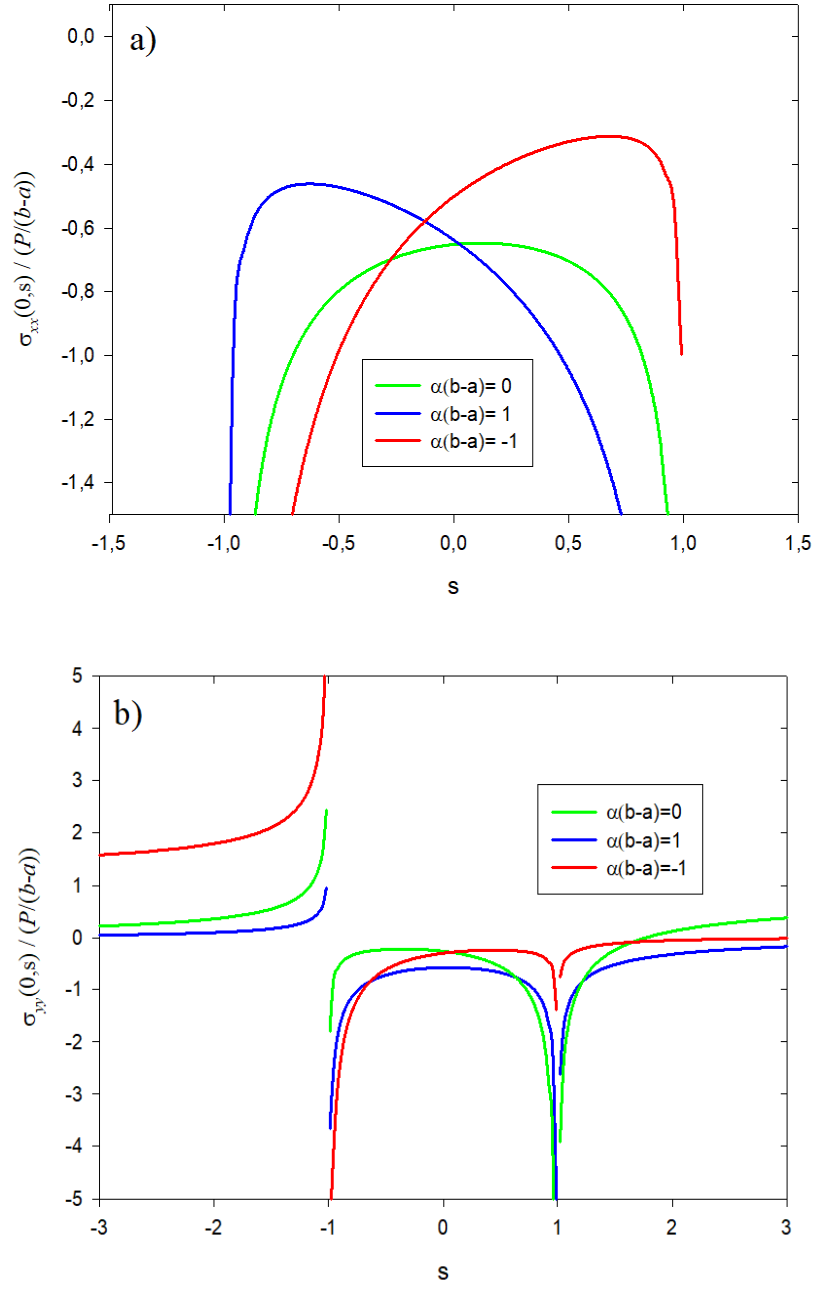 a)
0,0
-0,2
-0,4
-0,6
-0,8
-1,0
-1,2
-1,4
σxx(0,s) / (P/(b-a))
α(b-a)= 0
α(b-a)= 1
α(b-a)= -1
-1,5 -1,0 -0,5 0,0 0,5 1,0 1,5
s
b)
5
4
3
2
1
0
-1
-2
-3
-4
-5
σyy(0,s) / (P/(b-a))
α(b-a)=0
α(b-a)=1
α(b-a)=-1
-3 -2 -1 0 1 2 3
s